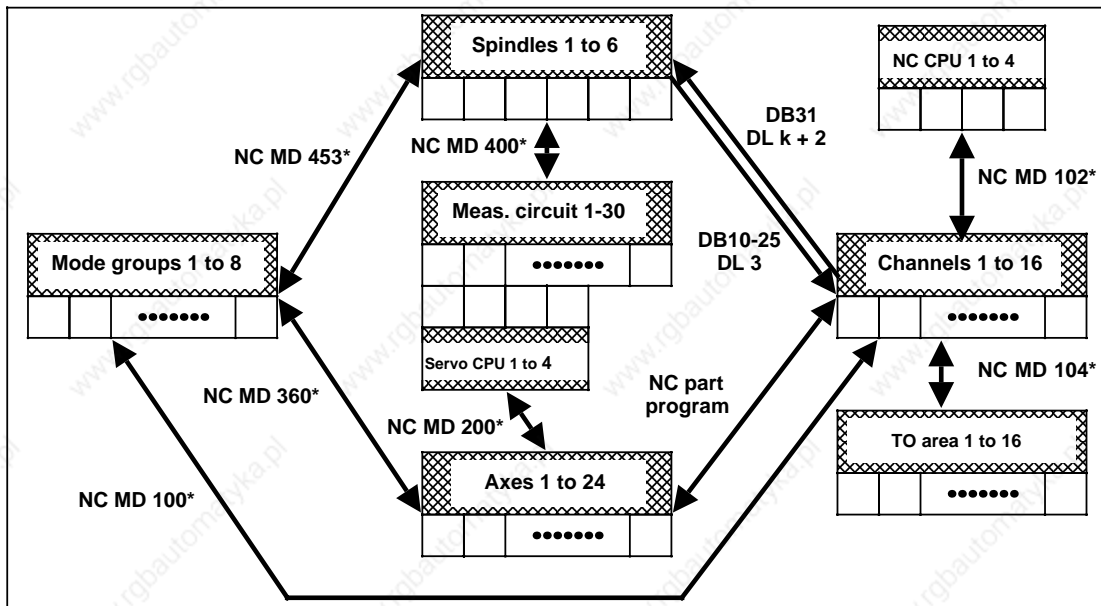 Spindles 1 to 6
NC CPU 1 to 4
DB31
DL k + 2
NC MD 453*
NC MD 400*
NC MD 102*
Meas. circuit 1-30
DB10-25
DL 3
Mode groups 1 to 8
Channels 1 to 16
Servo CPU 1 to 4
NC MD 360*
NC part
program
NC MD 104*
NC MD 200*
TO area 1 to 16
Axes 1 to 24
NC MD 100*
www.rgbautomatyka.pl